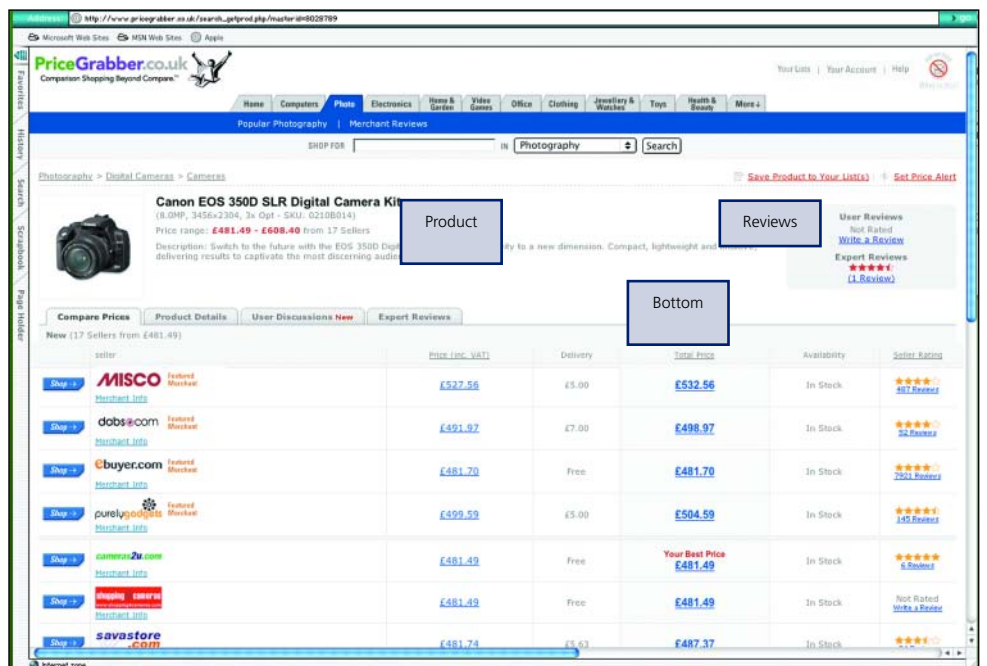 Address: http://www.pricegrabber.co.uk/search_getprod.php/masterid=8028789
go
Microsoft Web Sites MSN Web Sites Apple
Favorites
History
Search
Scrapbook
Page Holder
PriceGrabber.co.uk
Comparison Shopping Beyond Compare.™
Your Lists | Your Account | Help
Home Computers Photo Electronics Home & Garden Video Games Office Clothing Jewellery & Watches Toys Health & Beauty More↓
Popular Photography | Merchant Reviews
SHOP FOR IN Photography Search
Photography > Digital Cameras > Cameras
Save Product to Your List(s) Set Price Alert
Canon EOS 350D SLR Digital Camera Kit
(8.0MP, 3456x2304, 3x Opt - SKU: 0210B014)
Price range: £481.49 - £608.40 from 17 Sellers
Description: Switch to the future with the EOS 350D Digit ity to a new dimension. Compact, lightweight and
delivering results to captivate the most discerning audie
Product
Reviews
Bottom
User Reviews
Not Rated
Write a Review
Expert Reviews
(1 Review)
Compare Prices Product Details User Discussions New Expert Reviews
New (17 Sellers from £481.49)
seller Price (inc. VAT) Delivery Total Price Availability Seller Rating
Shop MISCO Featured Merchant £527.56 £5.00 £532.56 In Stock 487 Reviews
Merchant Info
Shop dabs.com Featured Merchant £491.97 £7.00 £498.97 In Stock 52 Reviews
Merchant Info
Shop ebuyer.com Featured Merchant £481.70 Free £481.70 In Stock 7921 Reviews
Merchant Info
Shop purelygadgets Featured Merchant £499.59 £5.00 £504.59 In Stock 145 Reviews
Merchant Info
Your Best Price
Shop cameras2u.com £481.49 Free £481.49 In Stock 6 Reviews
Merchant Info
Shop shopping cameras £481.49 Free £481.49 In Stock Not Rated
Merchant Info Write a Review
Shop savastore.com £481.74 £5.63 £487.37 In Stock
Internet zone